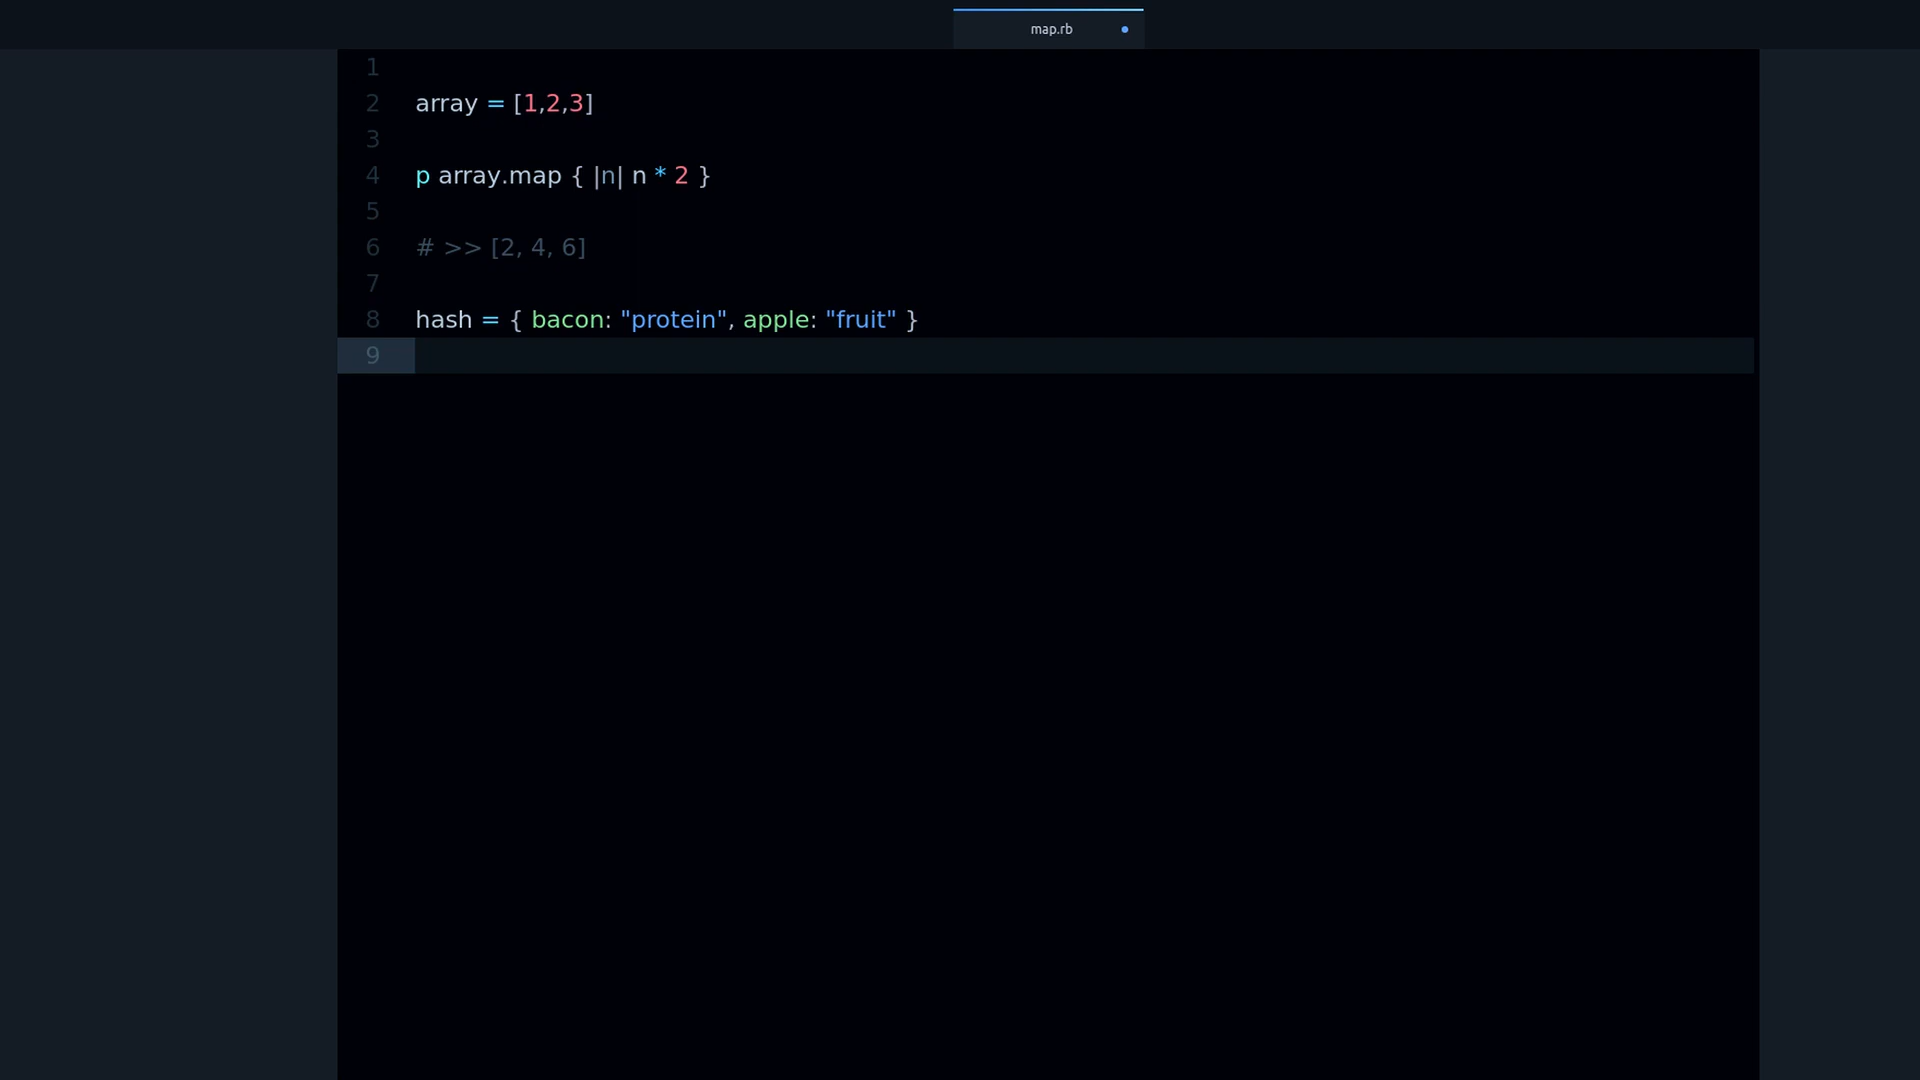 map.rb
1
2 array = [1,2,3]
3
4 p array.map { |n| n * 2 }
5
6 # >> [2, 4, 6]
7
8 hash = { bacon: "protein", apple: "fruit" }
9